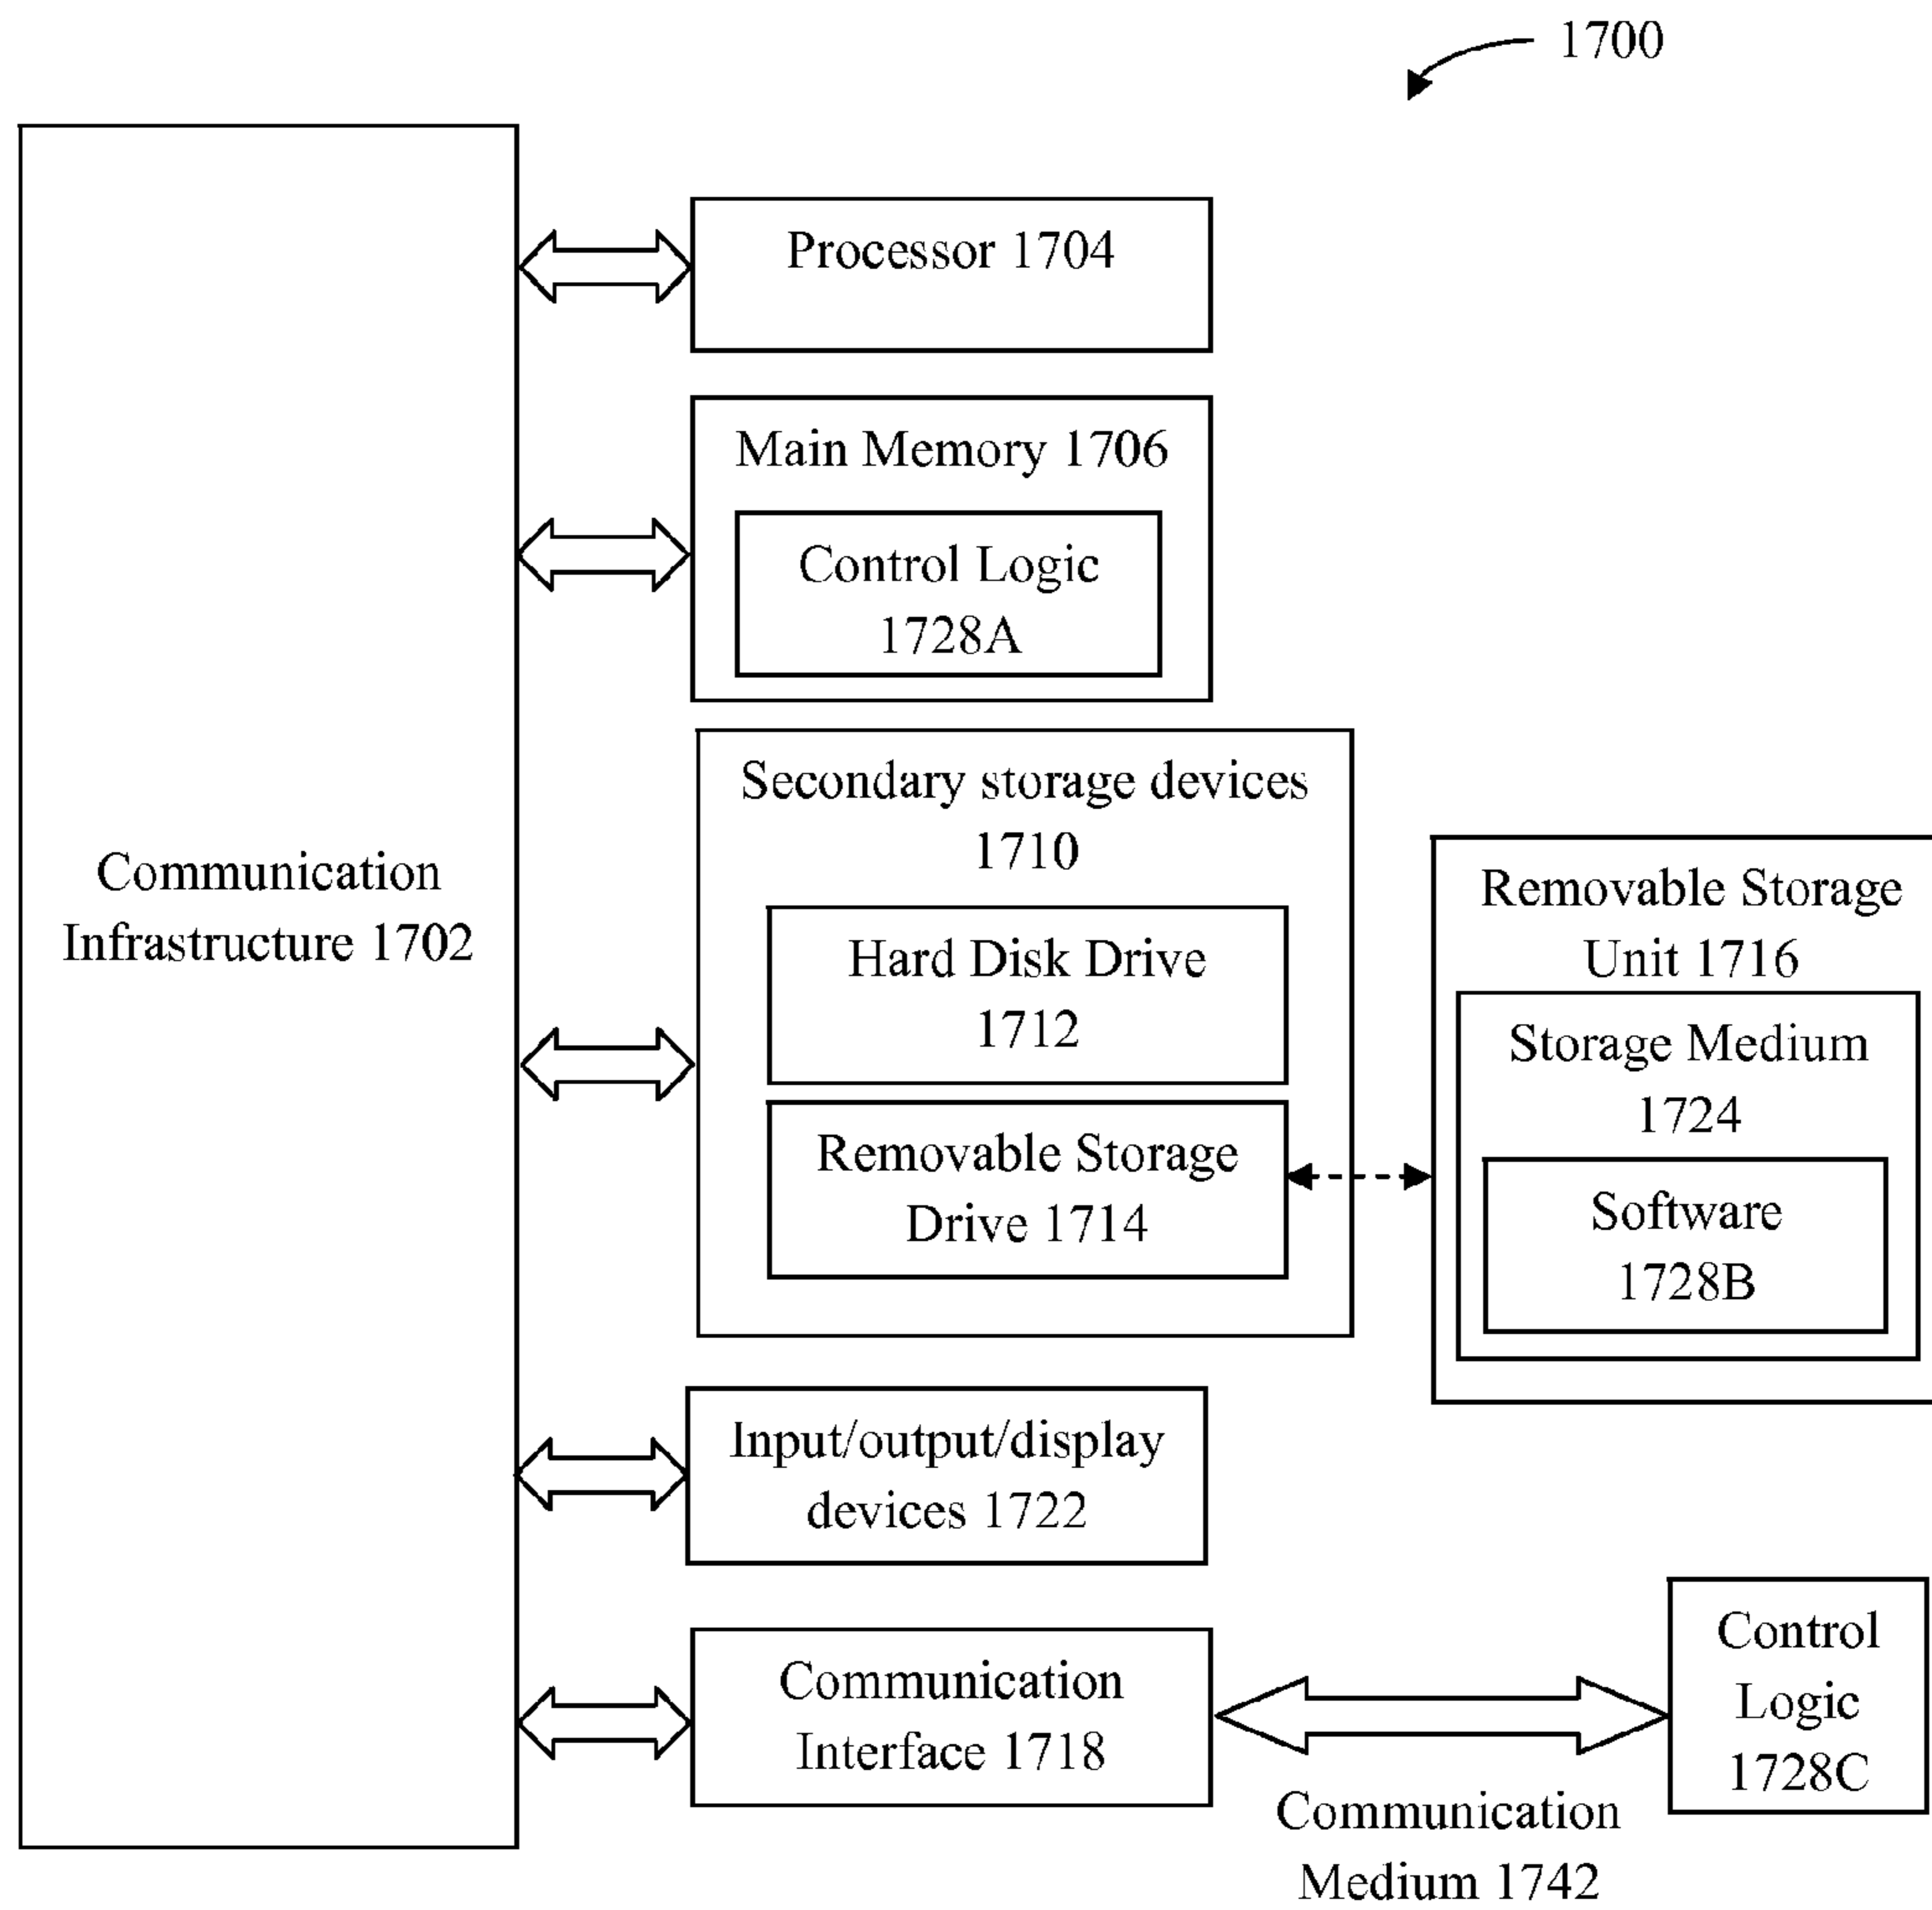 1700
Processor 1704
Main Memory 1706
Control Logic
1728A
Secondary storage devices
1710
Communication
Infrastructure 1702
Hard Disk Drive
1712
Removable Storage
Drive 1714
Removable Storage
Unit 1716
Storage Medium
1724
Software
1728B
Input/output/display
devices 1722
Communication
Interface 1718
Control
Logic
1728C
Communication
Medium 1742